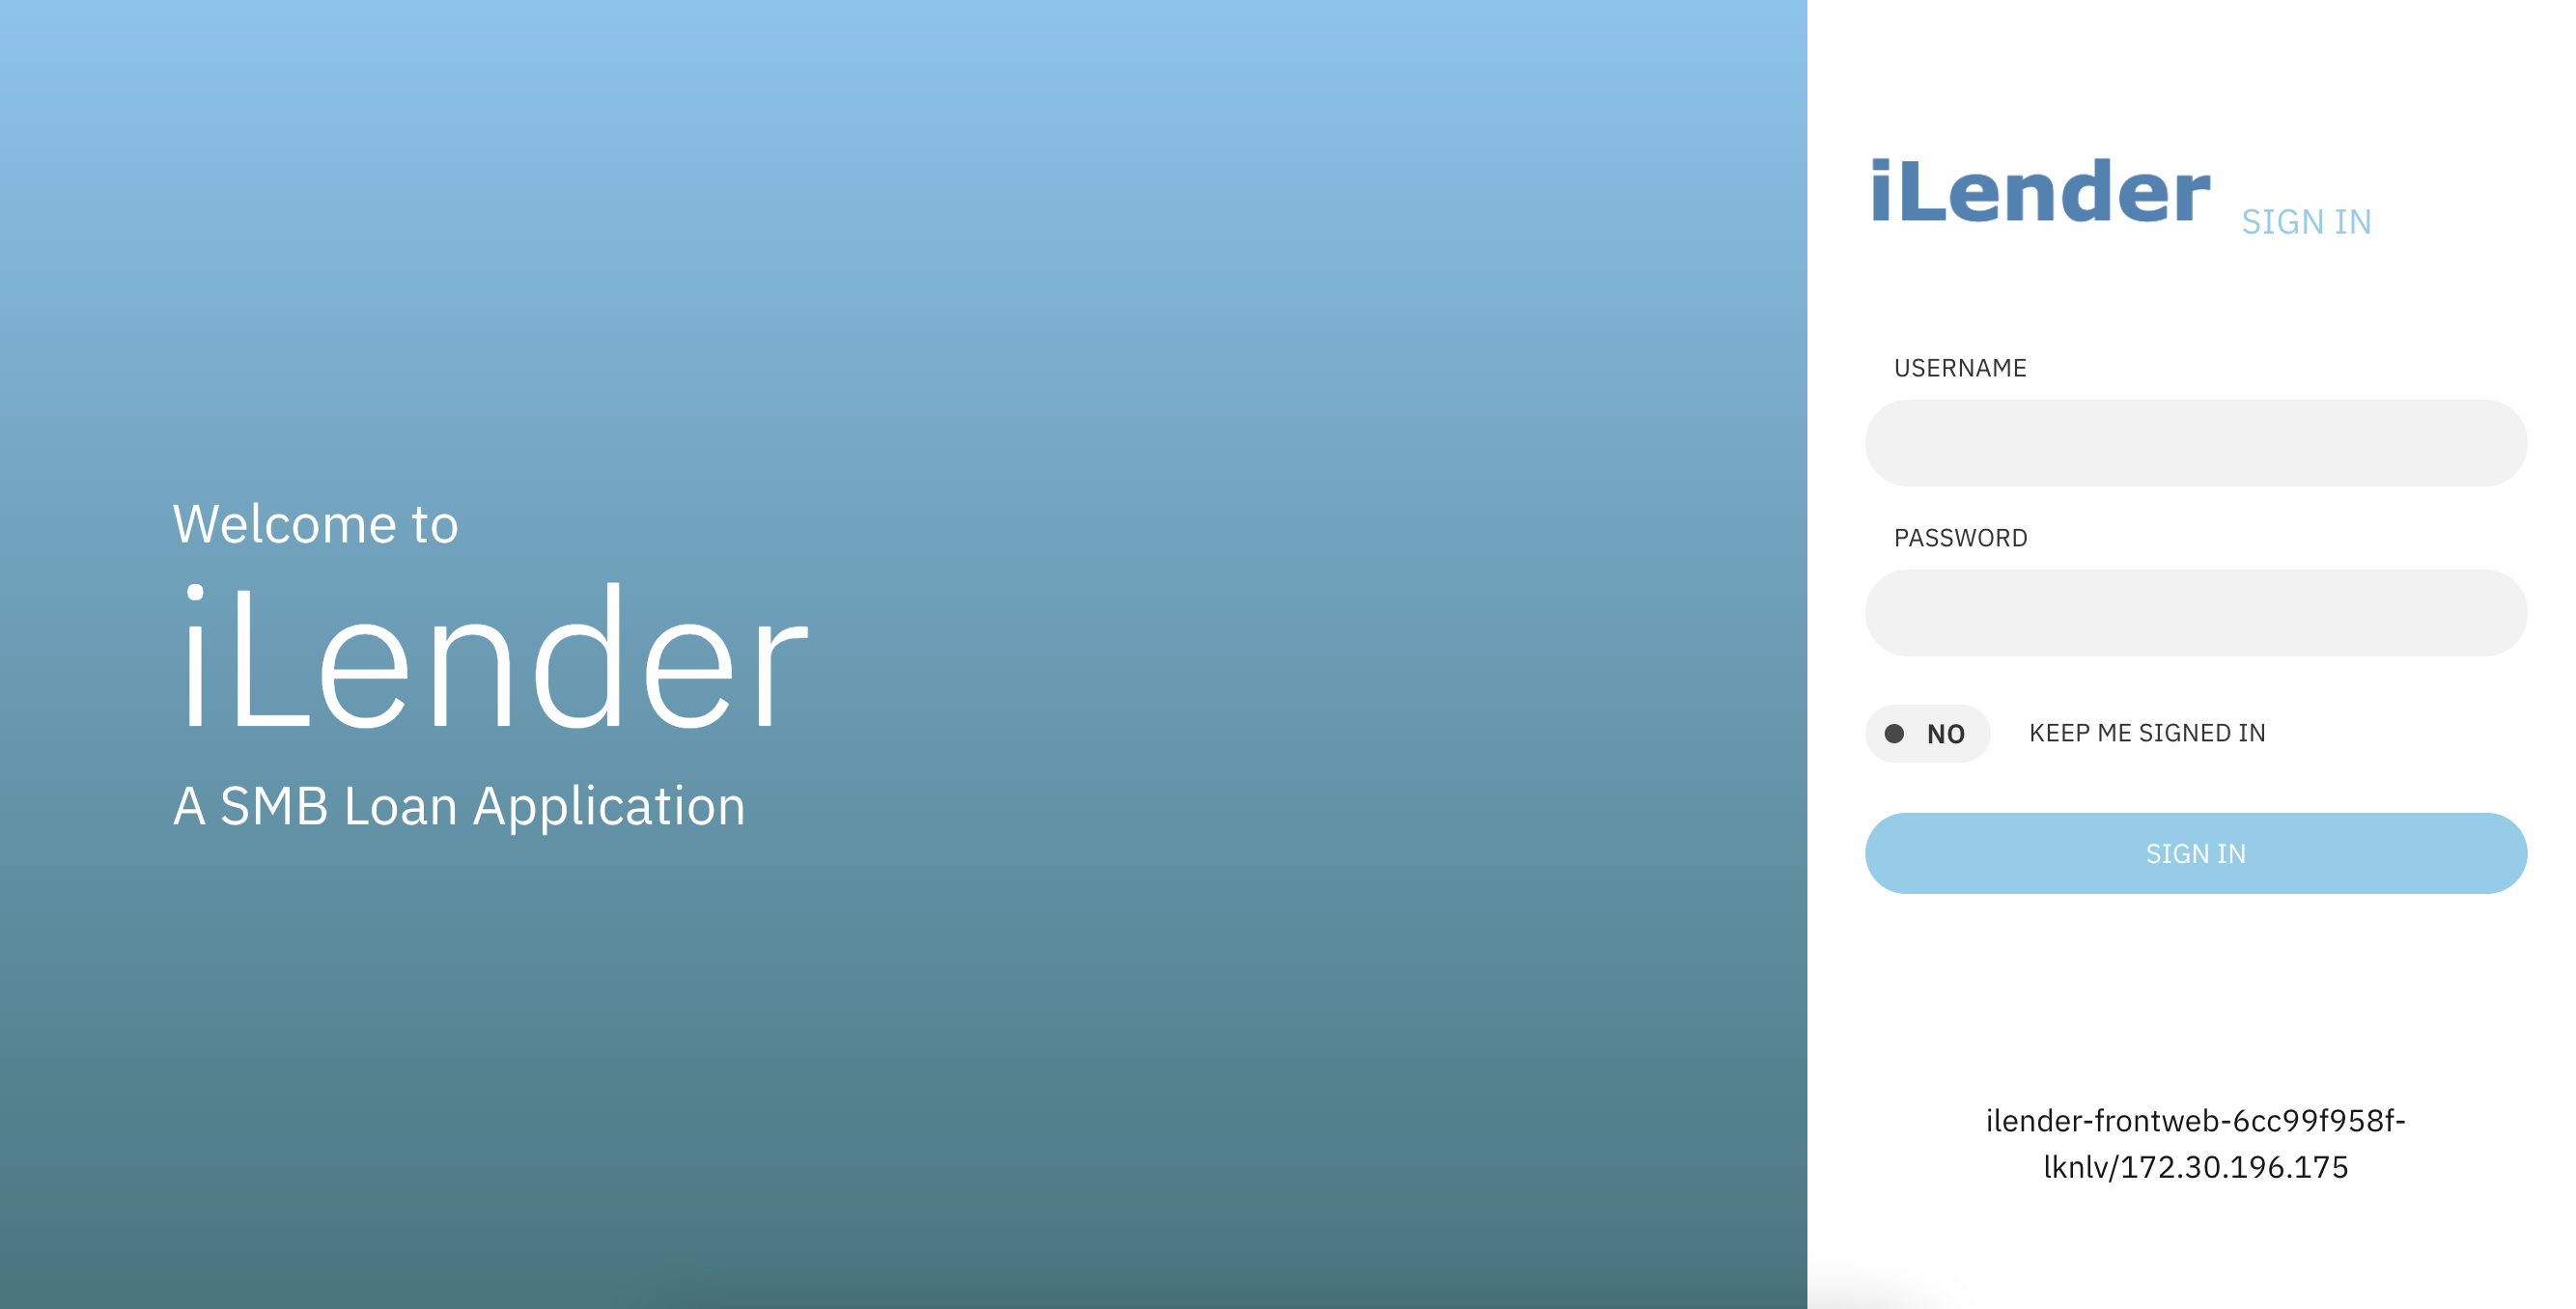 Welcome to
iLender
A SMB Loan Application
iLender SIGN IN
USERNAME
PASSWORD
NO KEEP ME SIGNED IN
SIGN IN
ilender-frontweb-6cc99f958f-
lknlv/172.30.196.175